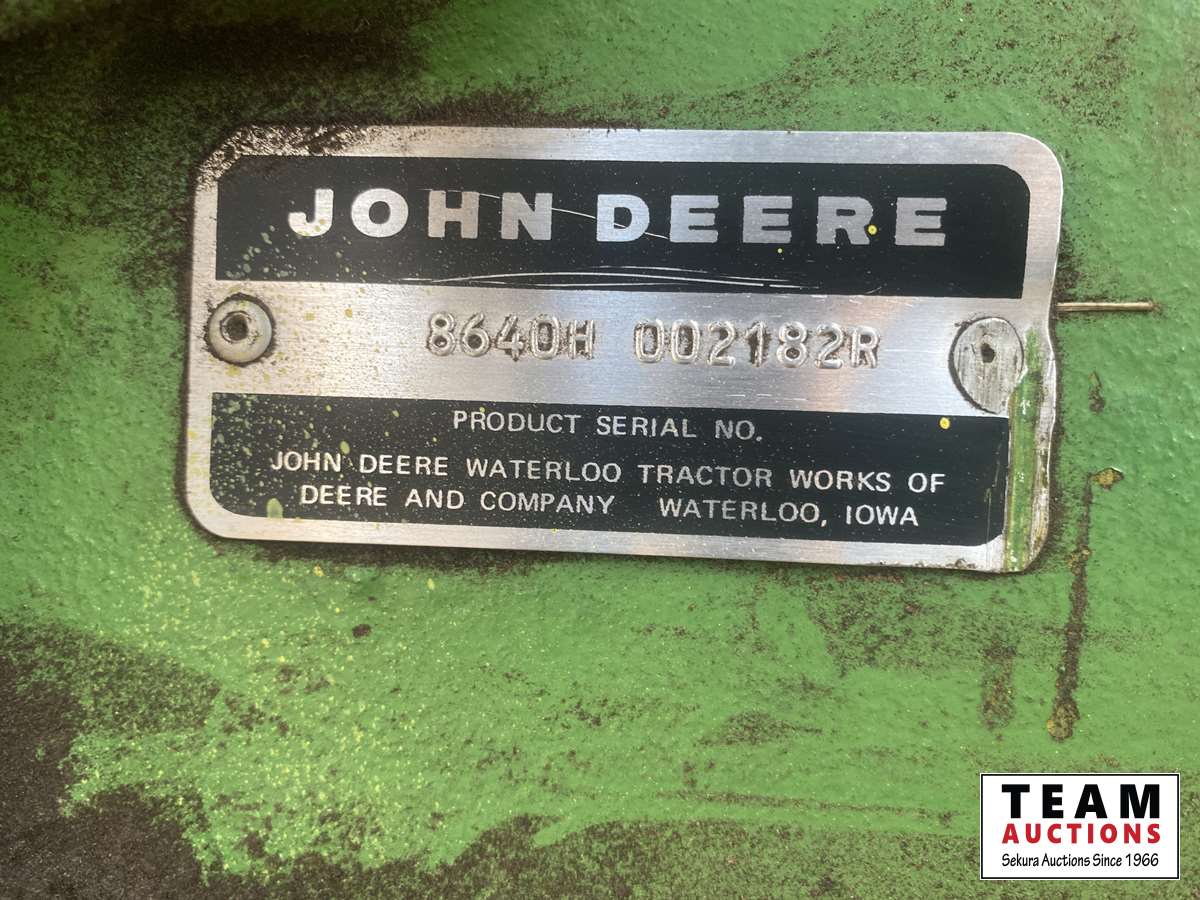 JOHN DEERE
8640H 002182R
PRODUCT SERIAL NO.
JOHN DEERE WATERLOO TRACTOR WORKS OF
DEERE AND COMPANY WATERLOO, IOWA
TEAM
AUCTIONS
Sekura Auctions Since 1966